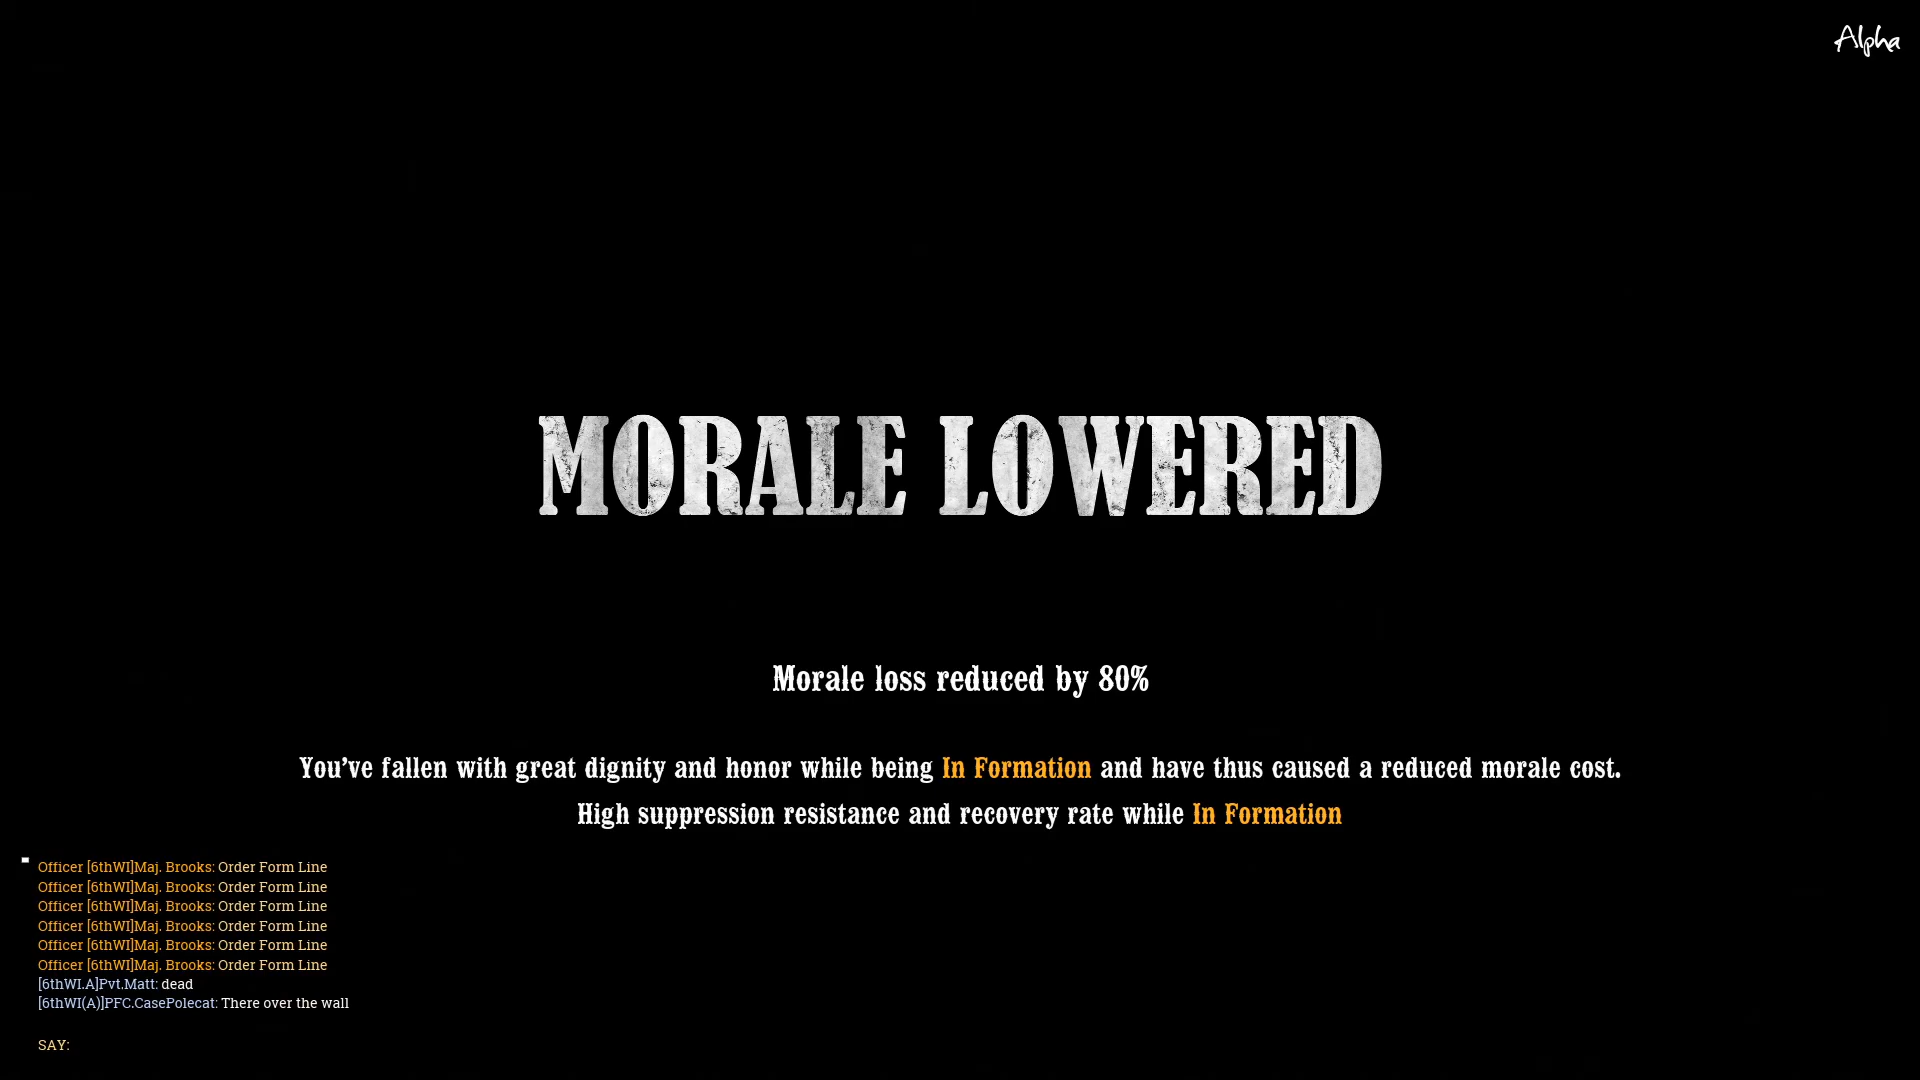 Alpha
MORALE LOWERED
Morale loss reduced by 80%
You've fallen with great dignity and honor while being In Formation and have thus caused a reduced morale cost.
High suppression resistance and recovery rate while In Formation
Officer [6thWI]Maj. Brooks: Order Form Line
Officer [6thWI]Maj. Brooks: Order Form Line
Officer [6thWI]Maj. Brooks: Order Form Line
Officer [6thWI]Maj. Brooks: Order Form Line
Officer [6thWI]Maj. Brooks: Order Form Line
Officer [6thWI]Maj. Brooks: Order Form Line
[6thWI.A]Pvt.Matt: dead
[6thWI(A)]PFC.CasePolecat: There over the wall
SAY: